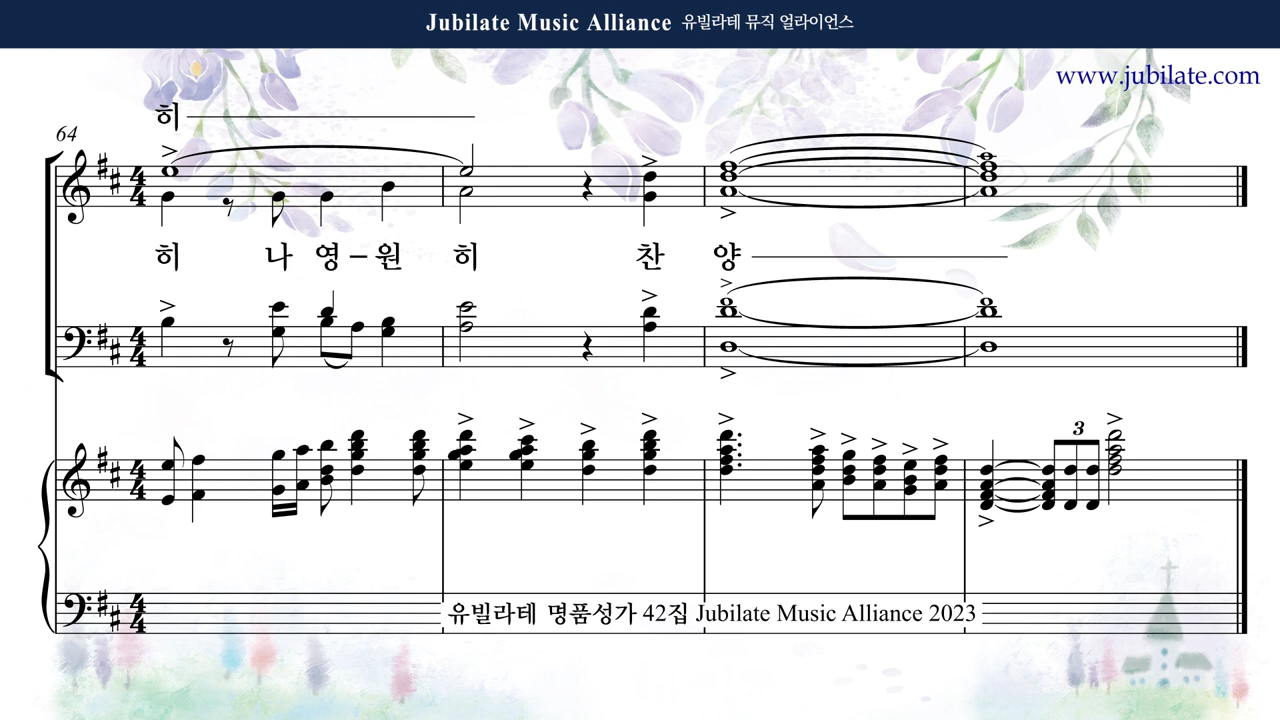 Jubilate Music Alliance 유빌라테 뮤직 얼라이언스
www.jubilate.com
히
64
히 나 영 – 원 히 찬 양
3
유빌라테 명품성가 42집 Jubilate Music Alliance 2023